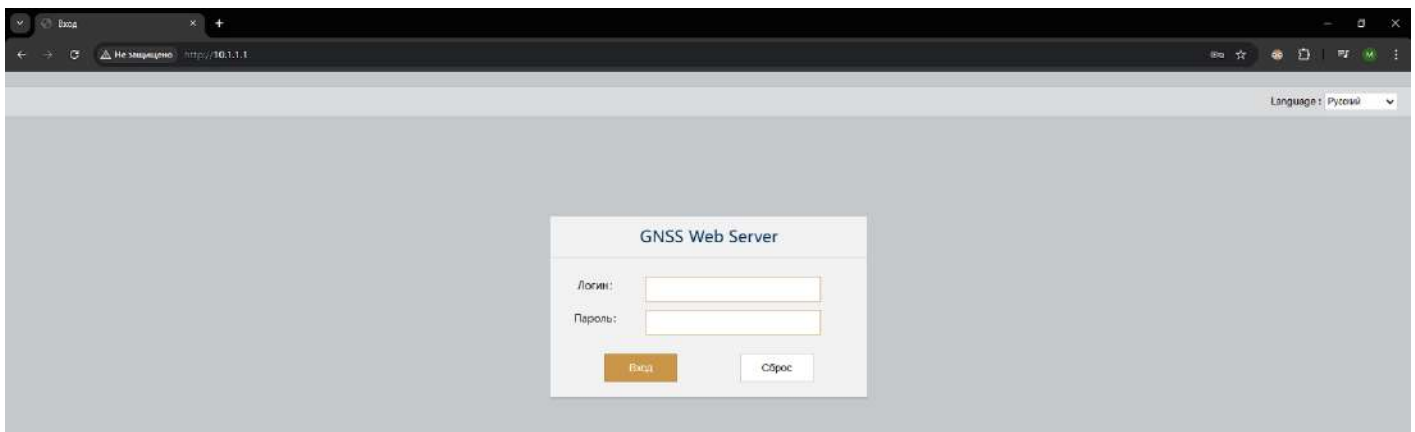 Вход
Не защищено http://10.1.1.1
M
Language : Русский
GNSS Web Server
Логин:
Пароль:
Вход
Сброс